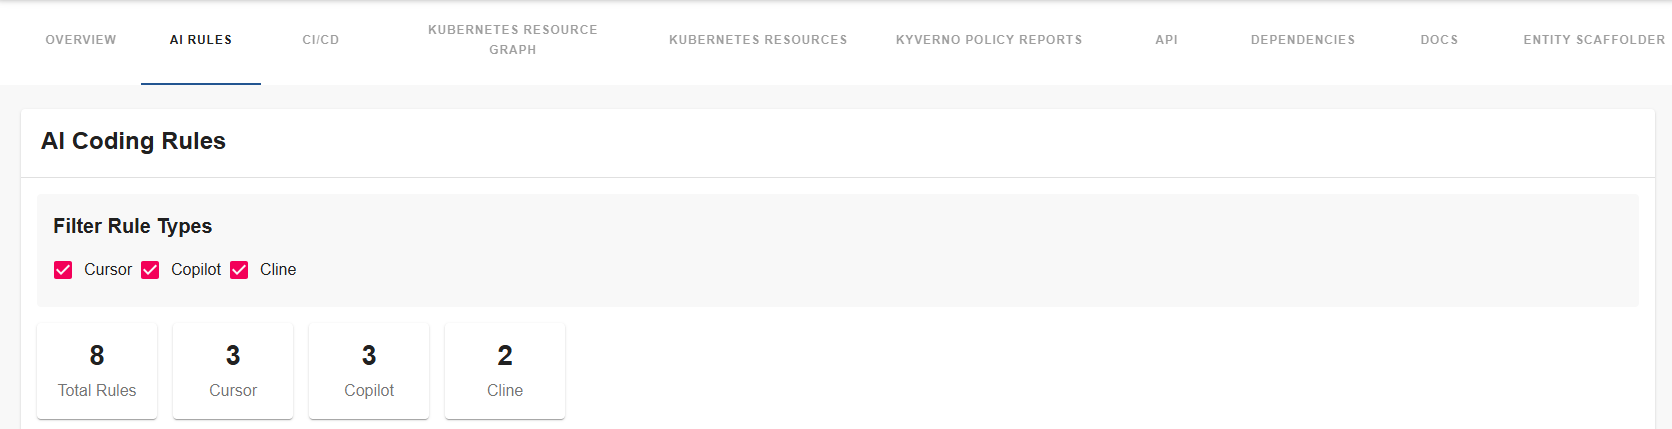 OVERVIEW
AI RULES
CI/CD
KUBERNETES RESOURCE
GRAPH
KUBERNETES RESOURCES
KYVERNO POLICY REPORTS
API
DEPENDENCIES
DOCS
ENTITY SCAFFOLDER
AI Coding Rules
Filter Rule Types
Cursor
Copilot
Cline
8
Total Rules
3
Cursor
3
Copilot
2
Cline